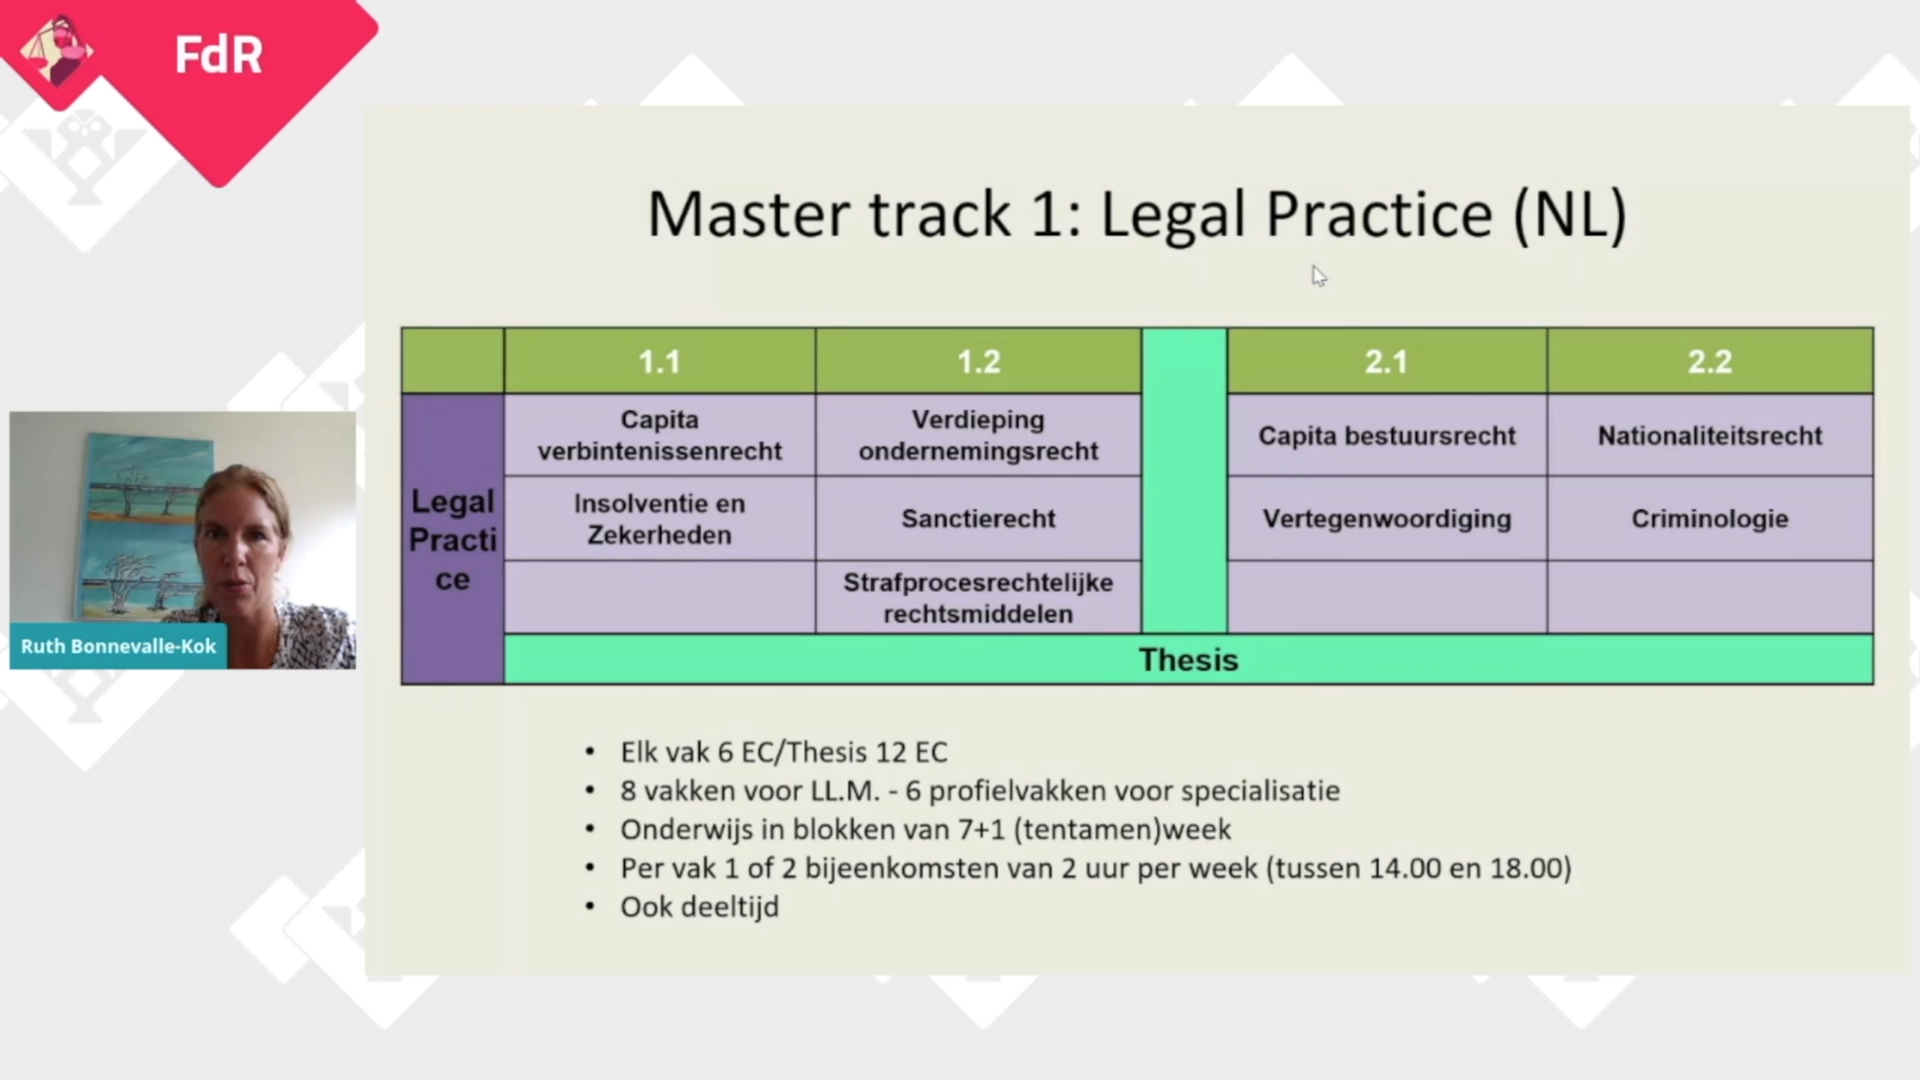 FdR
Master track 1: Legal Practice (NL)
1.1
1.2
2.1
2.2
Legal
Practi
ce
Capita
verbintenissenrecht
Verdieping
ondernemingsrecht
Capita bestuursrecht
Nationaliteitsrecht
Insolventie en
Zekerheden
Sanctierecht
Vertegenwoordiging
Criminologie
Strafprocesrechtelijke
rechtsmiddelen
Thesis
Ruth Bonnevalle-Kok
• Elk vak 6 EC/Thesis 12 EC
• 8 vakken voor LL.M. - 6 profielvakken voor specialisatie
• Onderwijs in blokken van 7+1 (tentamen)week
• Per vak 1 of 2 bijeenkomsten van 2 uur per week (tussen 14.00 en 18.00)
• Ook deeltijd